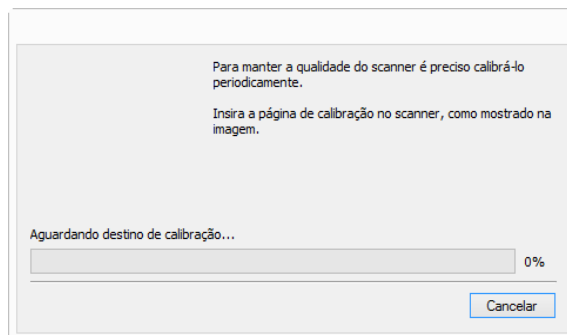 Para manter a qualidade do scanner é preciso calibrá-lo
periodicamente.
Insira a página de calibração no scanner, como mostrado na
imagem.
Aguardando destino de calibração...
0%
Cancelar